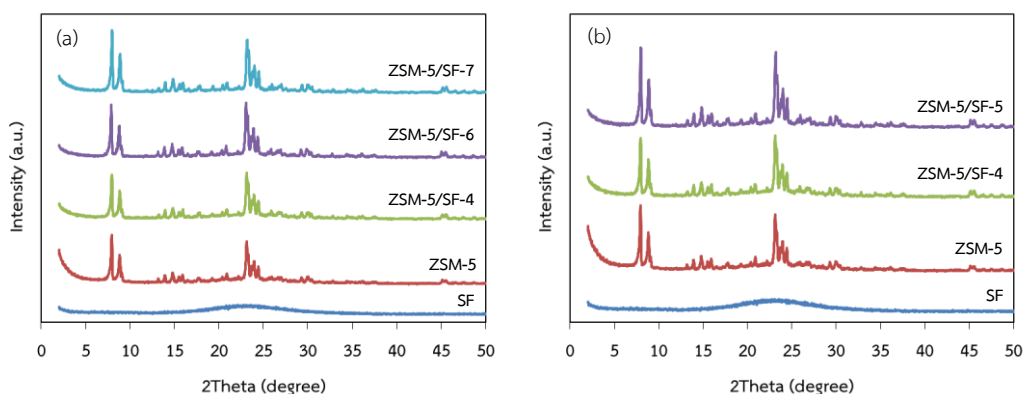 (a)
ZSM-5/SF-7
ZSM-5/SF-6
ZSM-5/SF-4
ZSM-5
SF
Intensity (a.u.)
0 5 10 15 20 25 30 35 40 45 50
2Theta (degree)
(b)
ZSM-5/SF-5
ZSM-5/SF-4
ZSM-5
SF
Intensity (a.u.)
0 5 10 15 20 25 30 35 40 45 50
2Theta (degree)